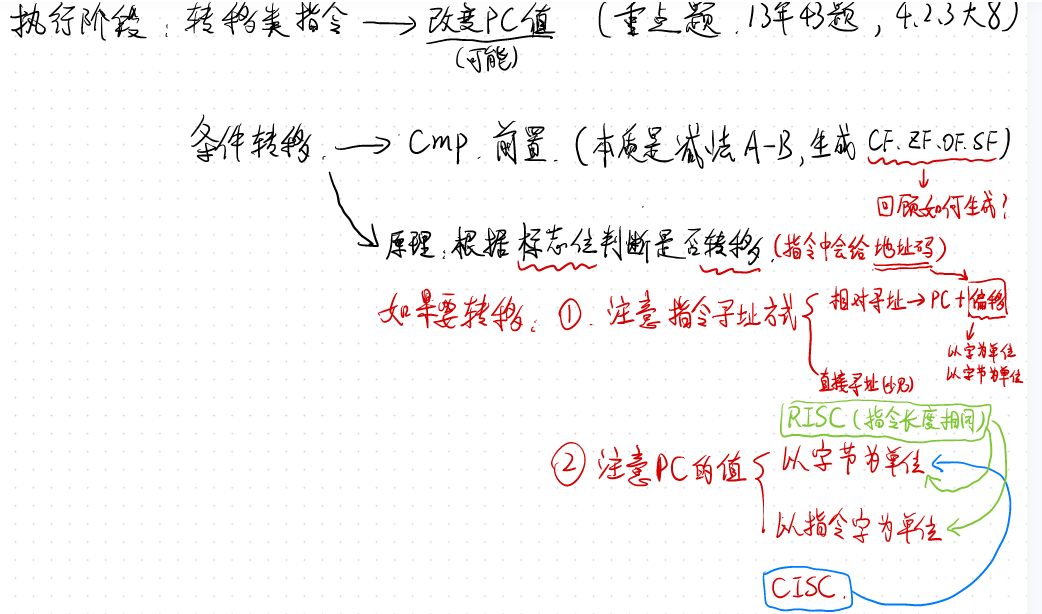 执行阶段：转移类指令 → 改变PC值 （重点题．13年43题，4.2.3大8）
(可能)
条件转移． → Cmp．前置．(本质是减法A-B,生成 CF.ZF.OF.SF)
回顾如何生成?
原理:根据标志位判断是否转移．(指令中会给地址码)
如果要转移：①．注意指令寻址方式 相对寻址→PC+偏移
以字为单位
以字节为单位
直接寻址(少见)
RISC (指令长度相同)
② 注意PC的值 以字节为单位
以指令字为单位
CISC．